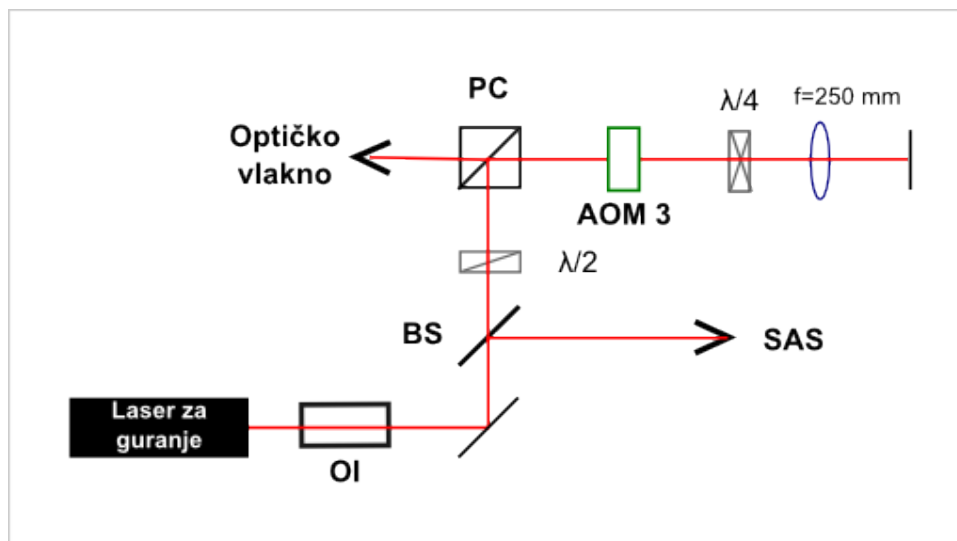 PC
λ/4
f=250 mm
Optičko
vlakno
AOM 3
λ/2
BS
SAS
Laser za
guranje
OI